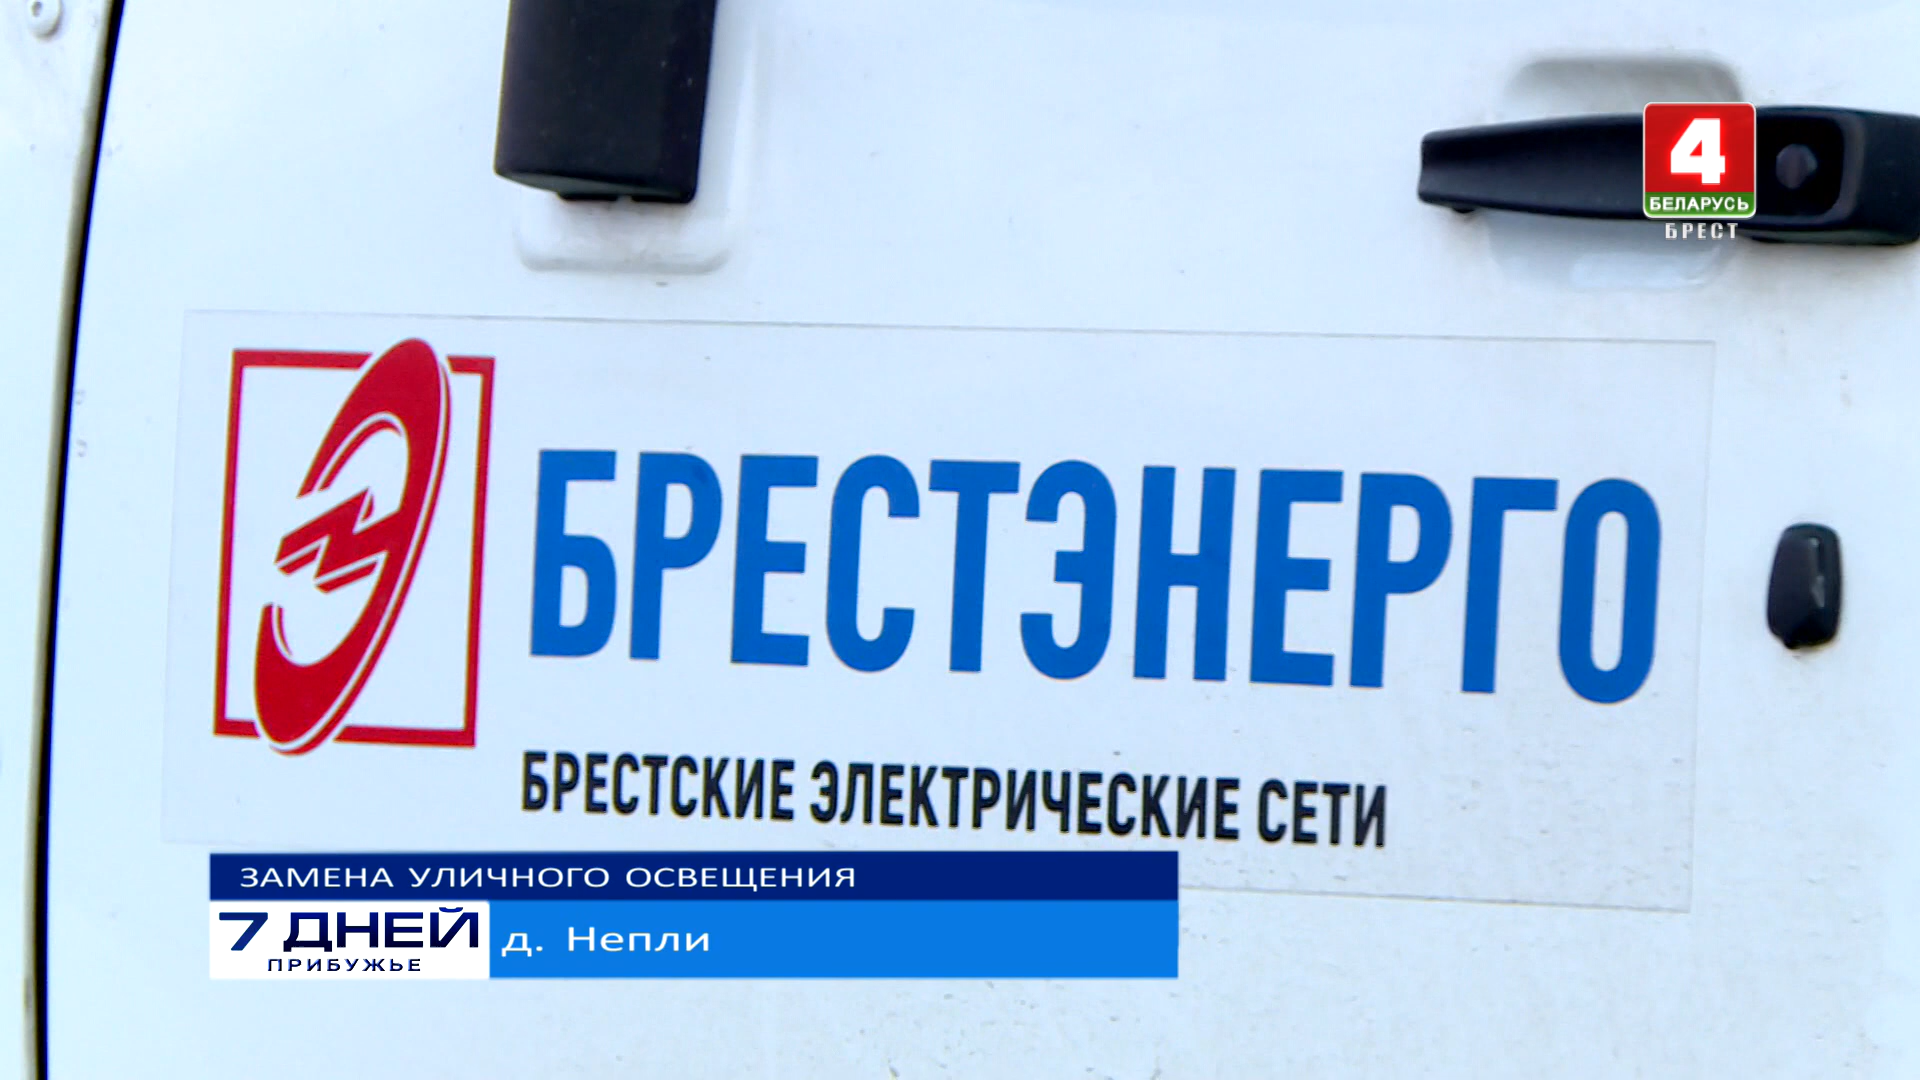 4
БЕЛАРУСЬ
БРЕСТ
БРЕСТЭНЕРГО
БРЕСТСКИЕ ЭЛЕКТРИЧЕСКИЕ СЕТИ
ЗАМЕНА УЛИЧНОГО ОСВЕЩЕНИЯ
7 ДНЕЙ
ПРИБУЖЬЕ
д. Непли